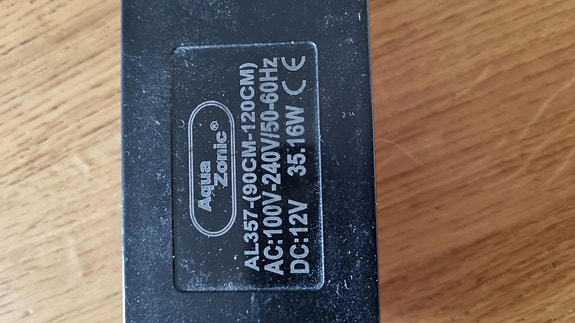 Aqua
Zonic®
AL357-(90CM-120CM)
AC:100V-240V/50-60Hz
DC:12V 35.16W CE